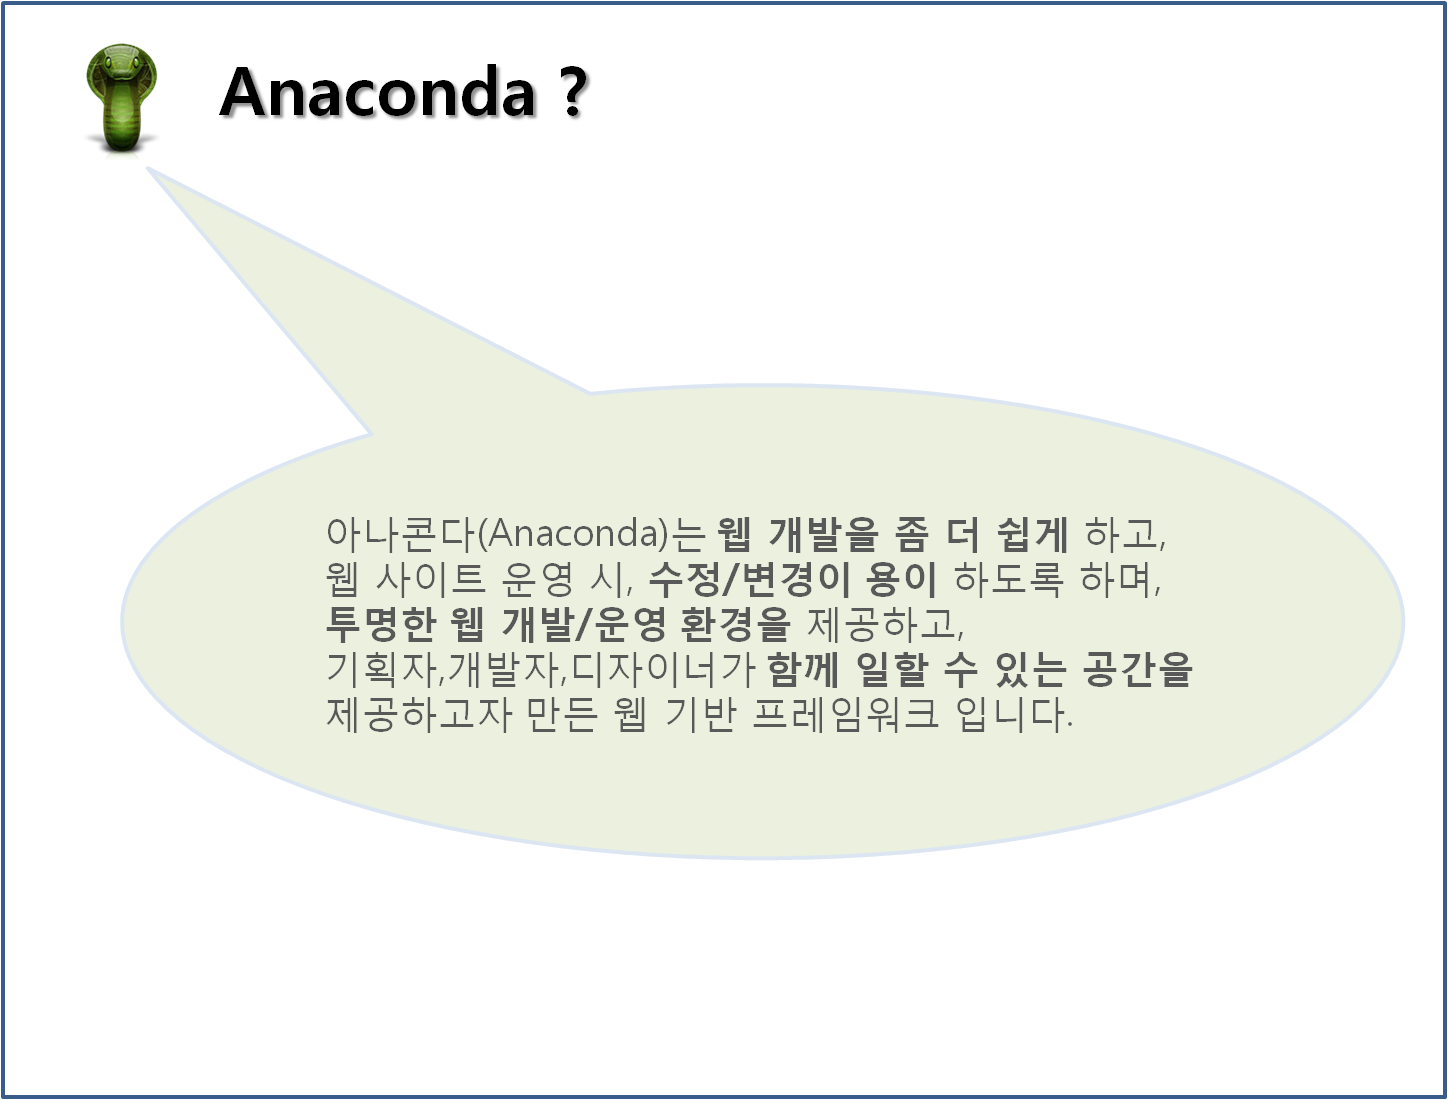 Anaconda ?
아나콘다(Anaconda)는 웹 개발을 좀 더 쉽게 하고,
웹 사이트 운영 시, 수정/변경이 용이 하도록 하며,
투명한 웹 개발/운영 환경을 제공하고,
기획자,개발자,디자이너가 함께 일할 수 있는 공간을
제공하고자 만든 웹 기반 프레임워크 입니다.